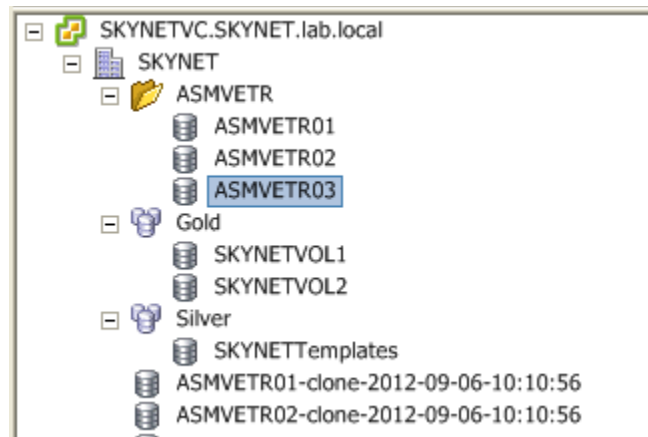 SKYNETVC.SKYNET.lab.local
SKYNET
ASMVETR
ASMVETR01
ASMVETR02
ASMVETR03
Gold
SKYNETVOL1
SKYNETVOL2
Silver
SKYNETTemplates
ASMVETR01-clone-2012-09-06-10:10:56
ASMVETR02-clone-2012-09-06-10:10:56